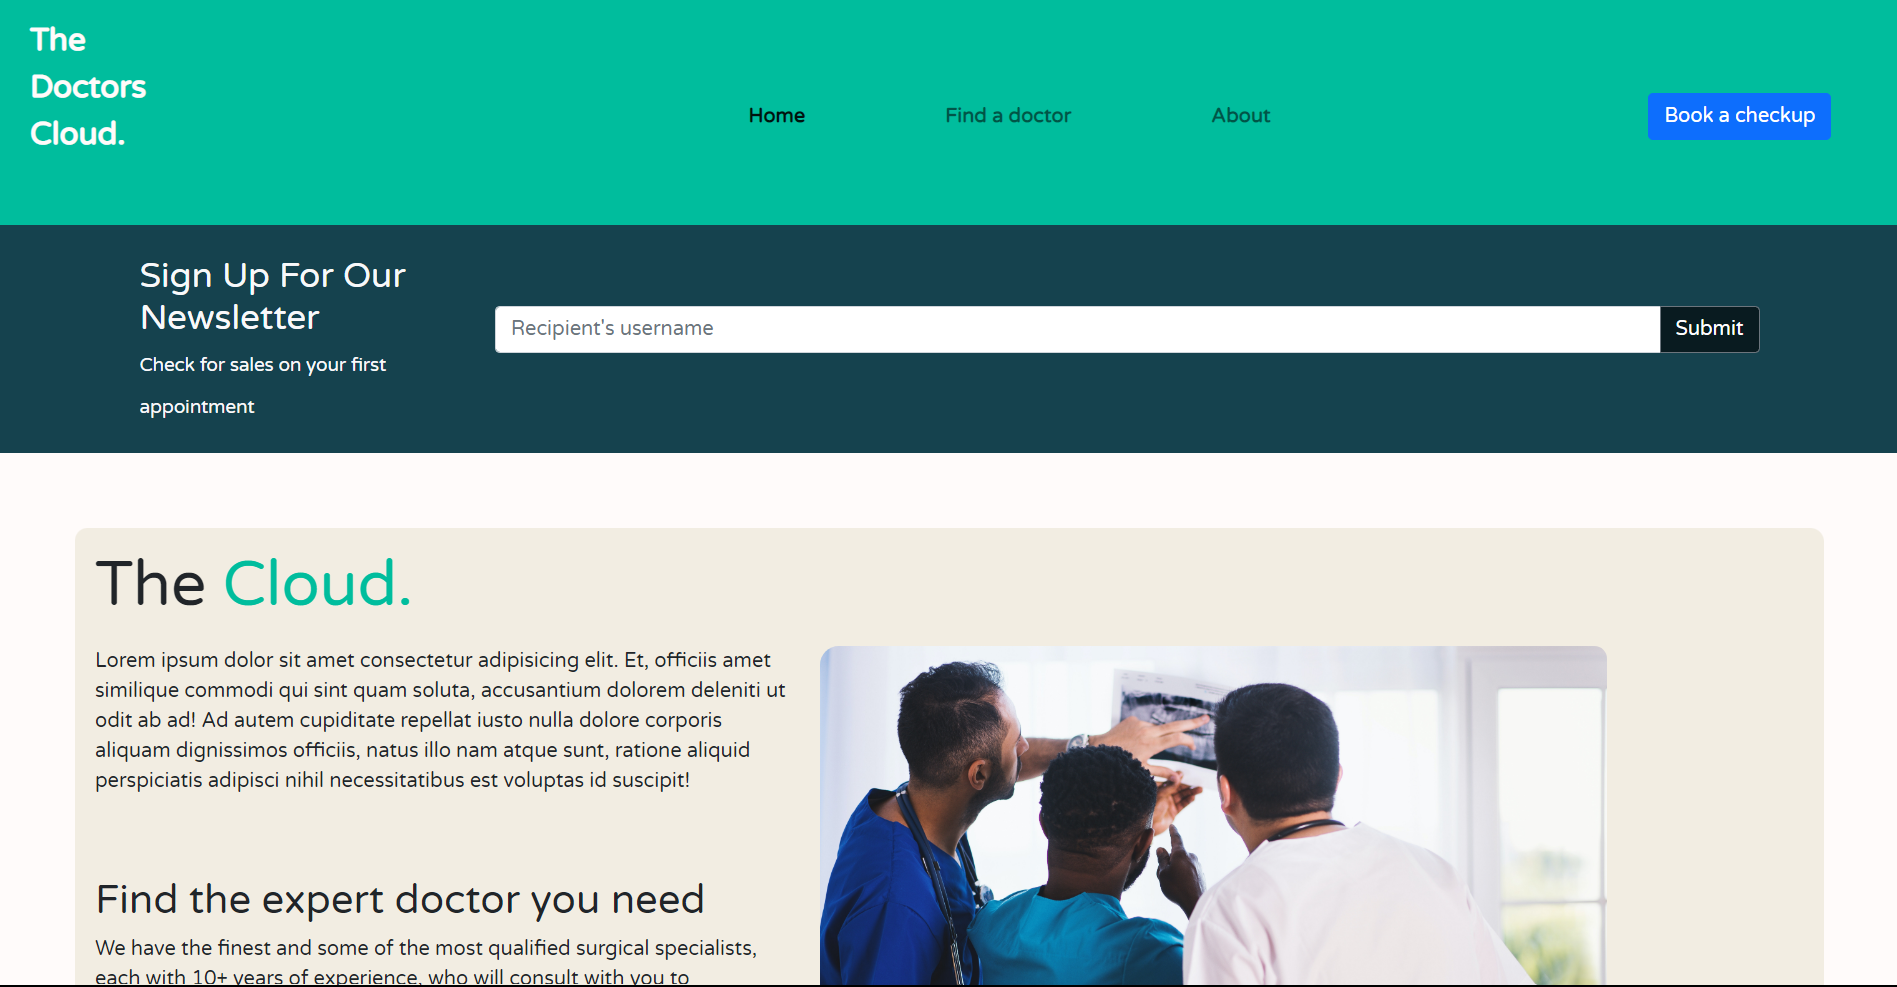 The
Doctors
Cloud.
Home
Find a doctor
About
Book a checkup
Sign Up For Our
Newsletter
Check for sales on your first
appointment
Recipient's username
Submit
The Cloud.
Lorem ipsum dolor sit amet consectetur adipisicing elit. Et, officiis amet
similique commodi qui sint quam soluta, accusantium dolorem deleniti ut
odit ab ad! Ad autem cupiditate repellat iusto nulla dolore corporis
aliquam dignissimos officiis, natus illo nam atque sunt, ratione aliquid
perspiciatis adipisci nihil necessitatibus est voluptas id suscipit!
Find the expert doctor you need
We have the finest and some of the most qualified surgical specialists,
each with 10+ years of experience, who will consult with you to